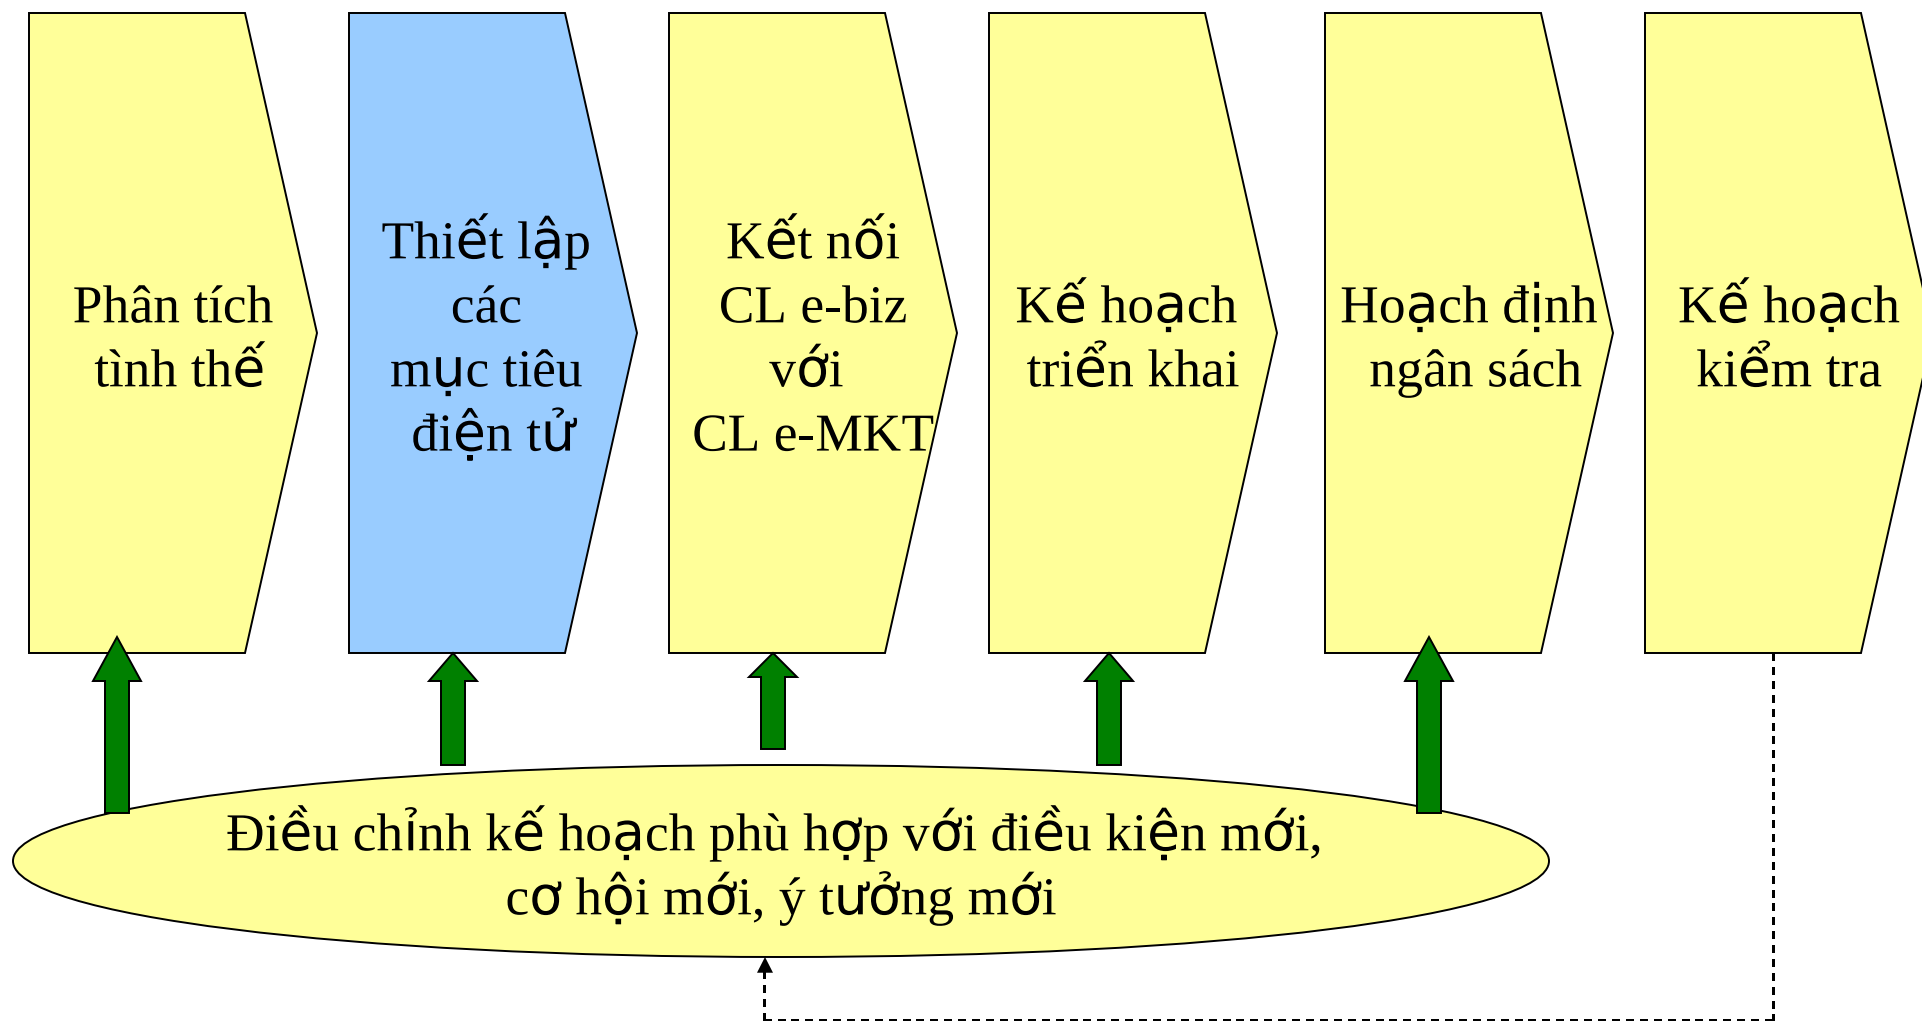 Phân tích
tình thế
Thiết lập
các
mục tiêu
điện tử
Kết nối
CL e-biz
với
CL e-MKT
Kế hoạch
triển khai
Hoạch định
ngân sách
Kế hoạch
kiểm tra
Điều chỉnh kế hoạch phù hợp với điều kiện mới,
cơ hội mới, ý tưởng mới